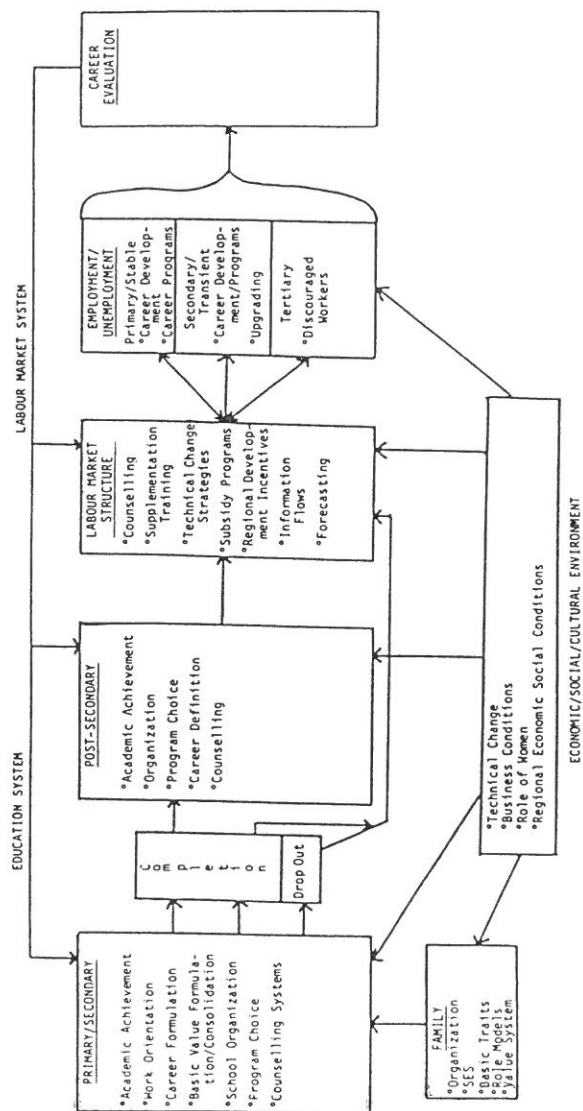 EDUCATION SYSTEM
LABOUR MARKET SYSTEM
PRIMARY/SECONDARY
°Academic Achievement
°Work Orientation
°Career Formulation
°Basic Value Formula-
tion/Consolidation
°School Organization
°Program Choice
°Counselling Systems
Completion
Drop Out
POST-SECONDARY
°Academic Achievement
°Organization
°Program Choice
°Career Definition
°Counselling
LABOUR MARKET
STRUCTURE
°Counselling
°Supplementation
Training
°Technical Change
Strategies
°Subsidy Programs
°Regional Develop-
ment Incentives
°Information
Flows
°Forecasting
EMPLOYMENT/
UNEMPLOYMENT
Primary/Stable
°Career Develop-
ment
°Career Programs
Secondary/
Transient
°Career Develop-
ment/Programs
°Upgrading
Tertiary
°Discouraged
Workers
CAREER
EVALUATION
FAMILY
°Organization
°SES
°Basic Traits
°Role Models
°Value System
°Technical Change
°Business Conditions
°Role of Women
°Regional Economic Social Conditions
ECONOMIC/SOCIAL/CULTURAL ENVIRONMENT